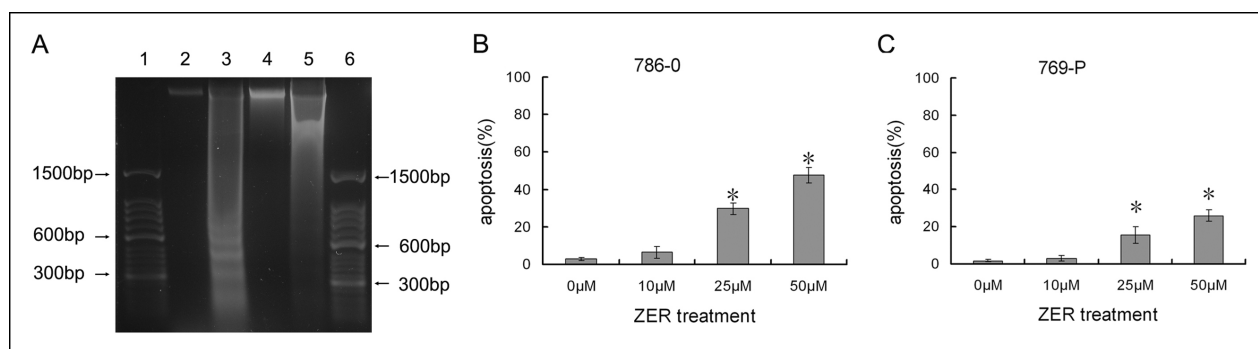 A
1 2 3 4 5 6
1500bp
600bp
300bp
1500bp
600bp
300bp
B
786-0
apoptosis(%)
100
80
60
40
20
0
*
*
0μM 10μM 25μM 50μM
ZER treatment
C
769-P
apoptosis(%)
100
80
60
40
20
0
*
*
0μM 10μM 25μM 50μM
ZER treatment